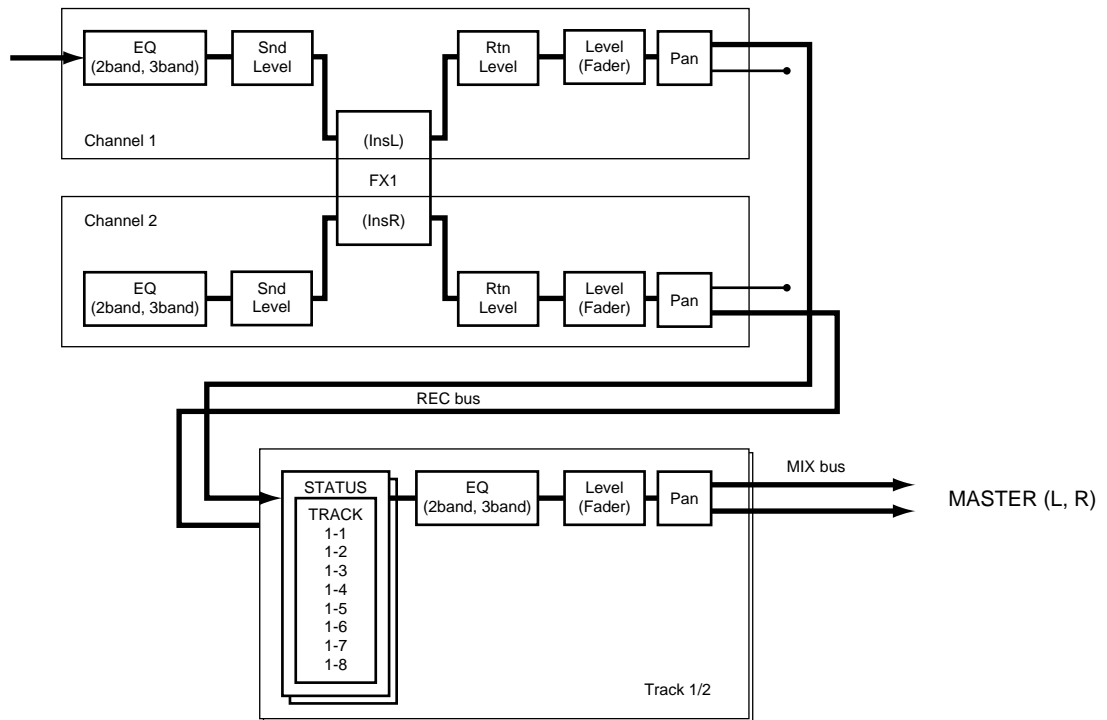 EQ
(2band, 3band)
Snd
Level
Rtn
Level
Level
(Fader)
Pan
Channel 1
(InsL)
FX1
(InsR)
Channel 2
EQ
(2band, 3band)
Snd
Level
Rtn
Level
Level
(Fader)
Pan
REC bus
STATUS
TRACK
1-1
1-2
1-3
1-4
1-5
1-6
1-7
1-8
EQ
(2band, 3band)
Level
(Fader)
Pan
MIX bus
MASTER (L, R)
Track 1/2